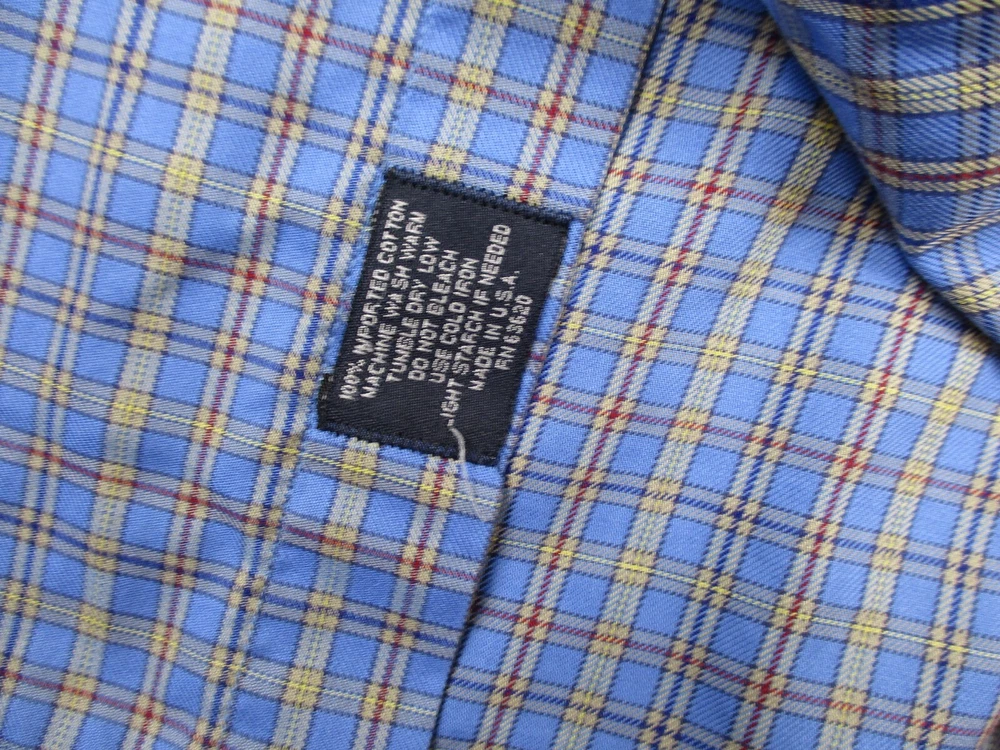 100% IMPORTED COTTON
MACHINE WASH WARM
TUMBLE DRY LOW
DO NOT BLEACH
USE COLD IRON
LIGHT STARCH IF NEEDED
MADE IN U.S.A.
RN 63620